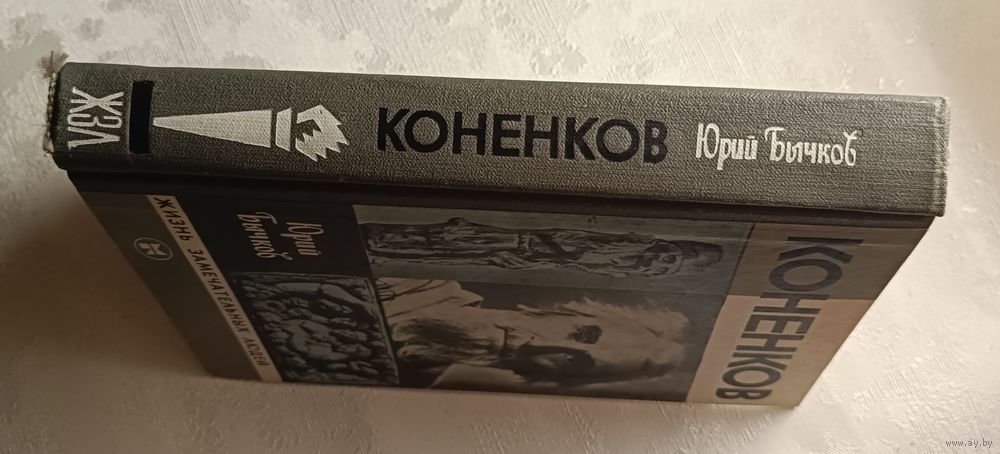 ЖЗЛ
КОНЕНКОВ
Юрий Бычков
ЖИЗНЬ ЗАМЕЧАТЕЛЬНЫХ ЛЮДЕЙ
Юрий
Бычков
КОНЕНКОВ
www.ay.by